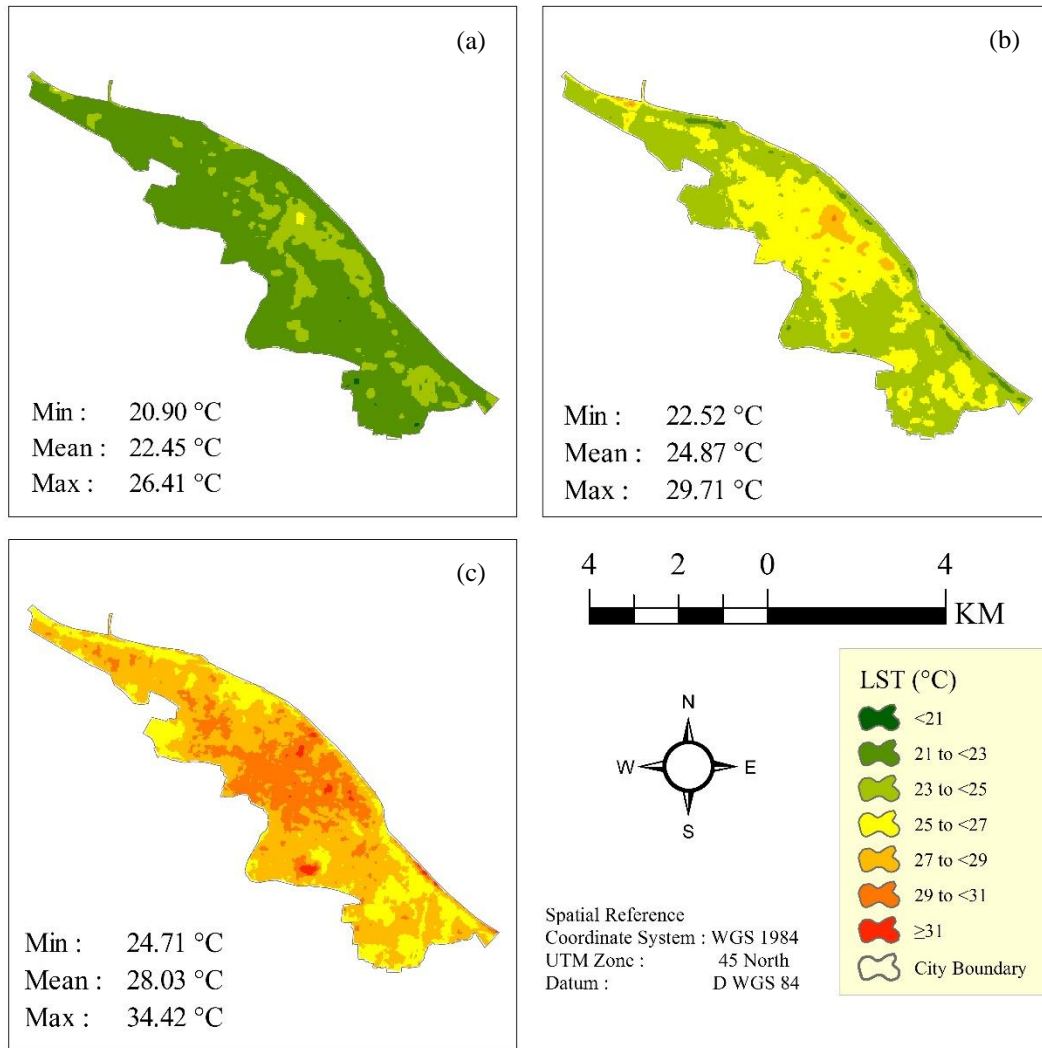 (a)
Min : 20.90 °C
Mean : 22.45 °C
Max : 26.41 °C
(b)
Min : 22.52 °C
Mean : 24.87 °C
Max : 29.71 °C
(c)
Min : 24.71 °C
Mean : 28.03 °C
Max : 34.42 °C
4 2 0 4
KM
N
W E
S
Spatial Reference
Coordinate System : WGS 1984
UTM Zone : 45 North
Datum : D WGS 84
LST (°C)
<21
21 to <23
23 to <25
25 to <27
27 to <29
29 to <31
≥31
City Boundary